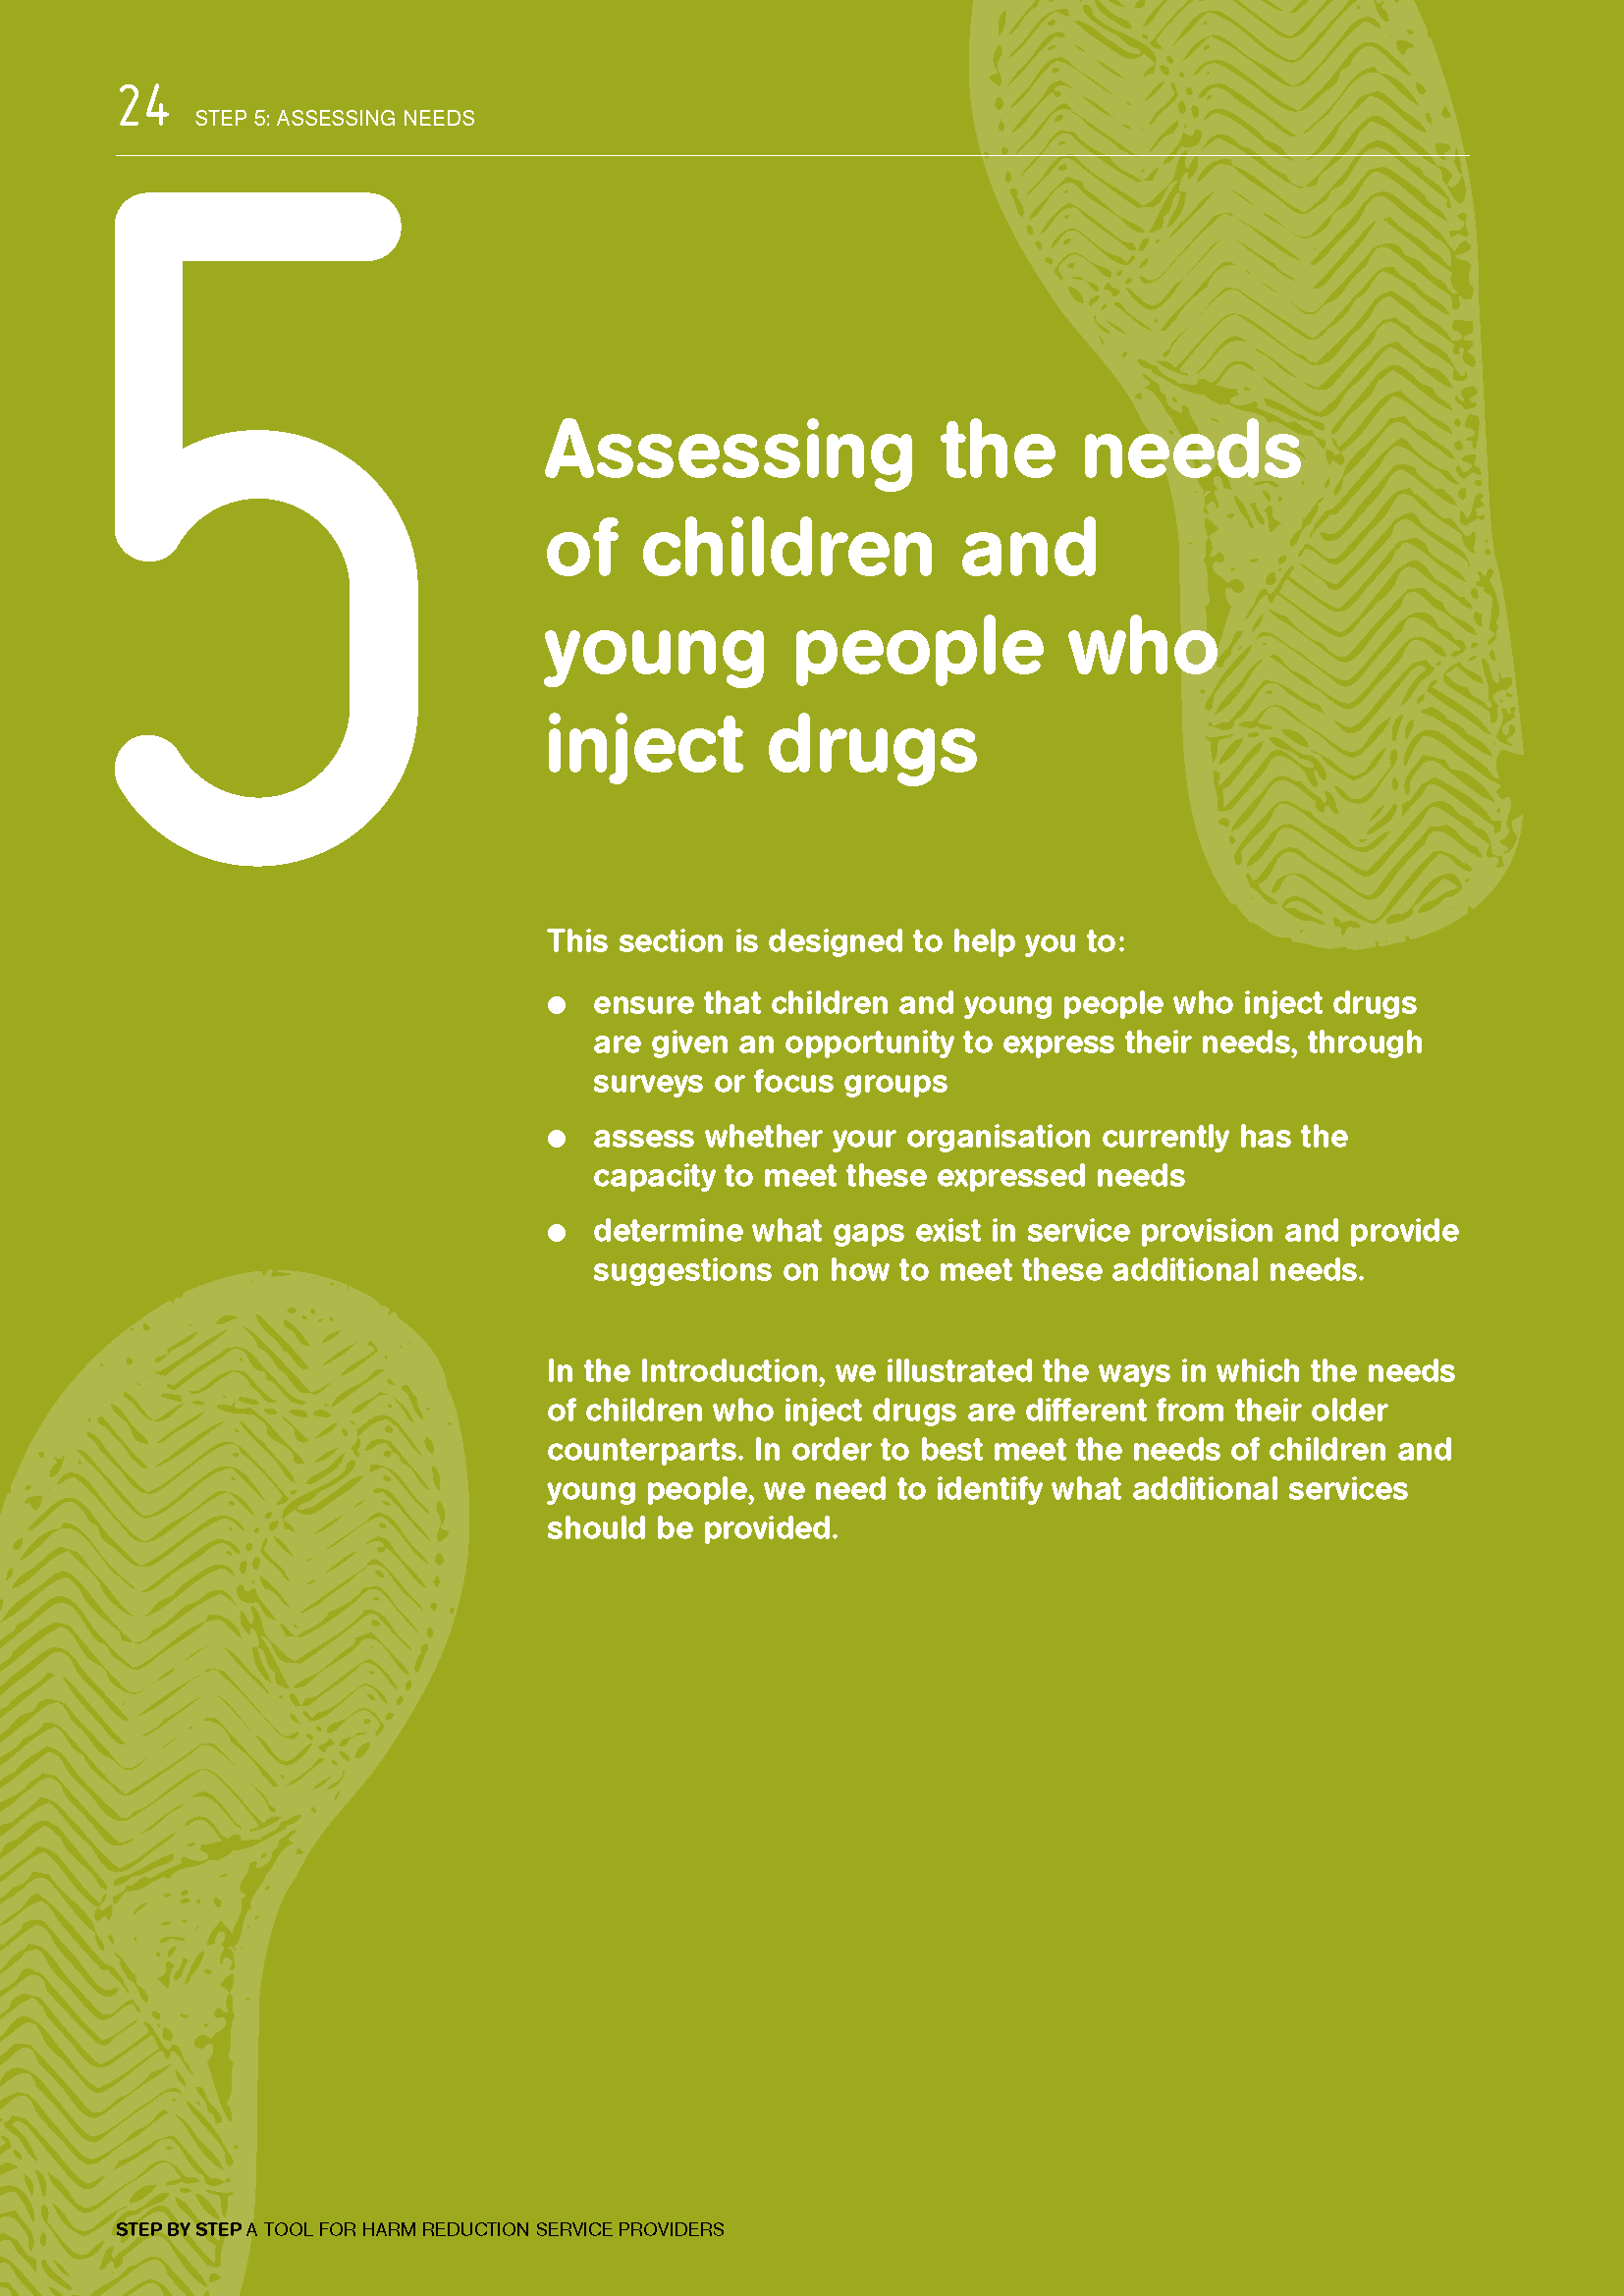 24 STEP 5: ASSESSING NEEDS
5
Assessing the needs
of children and
young people who
inject drugs
This section is designed to help you to:
● ensure that children and young people who inject drugs
are given an opportunity to express their needs, through
surveys or focus groups
● assess whether your organisation currently has the
capacity to meet these expressed needs
● determine what gaps exist in service provision and provide
suggestions on how to meet these additional needs.
In the Introduction, we illustrated the ways in which the needs
of children who inject drugs are different from their older
counterparts. In order to best meet the needs of children and
young people, we need to identify what additional services
should be provided.
STEP BY STEP A TOOL FOR HARM REDUCTION SERVICE PROVIDERS